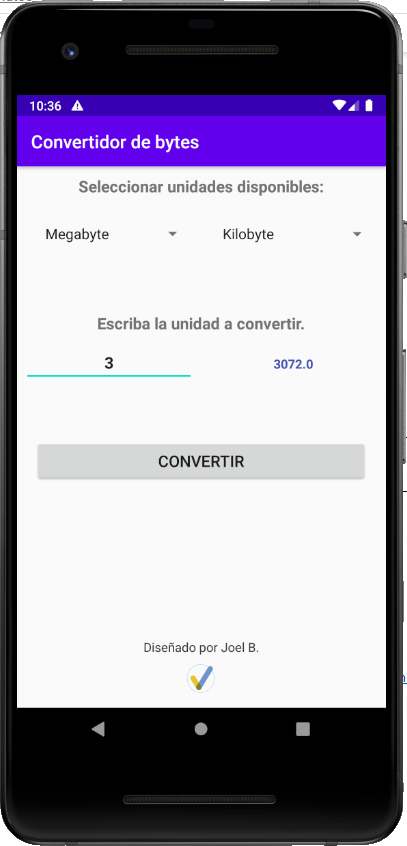 10:36
Convertidor de bytes
Seleccionar unidades disponibles:
Megabyte Kilobyte
Escriba la unidad a convertir.
3 3072.0
CONVERTIR
Diseñado por Joel B.